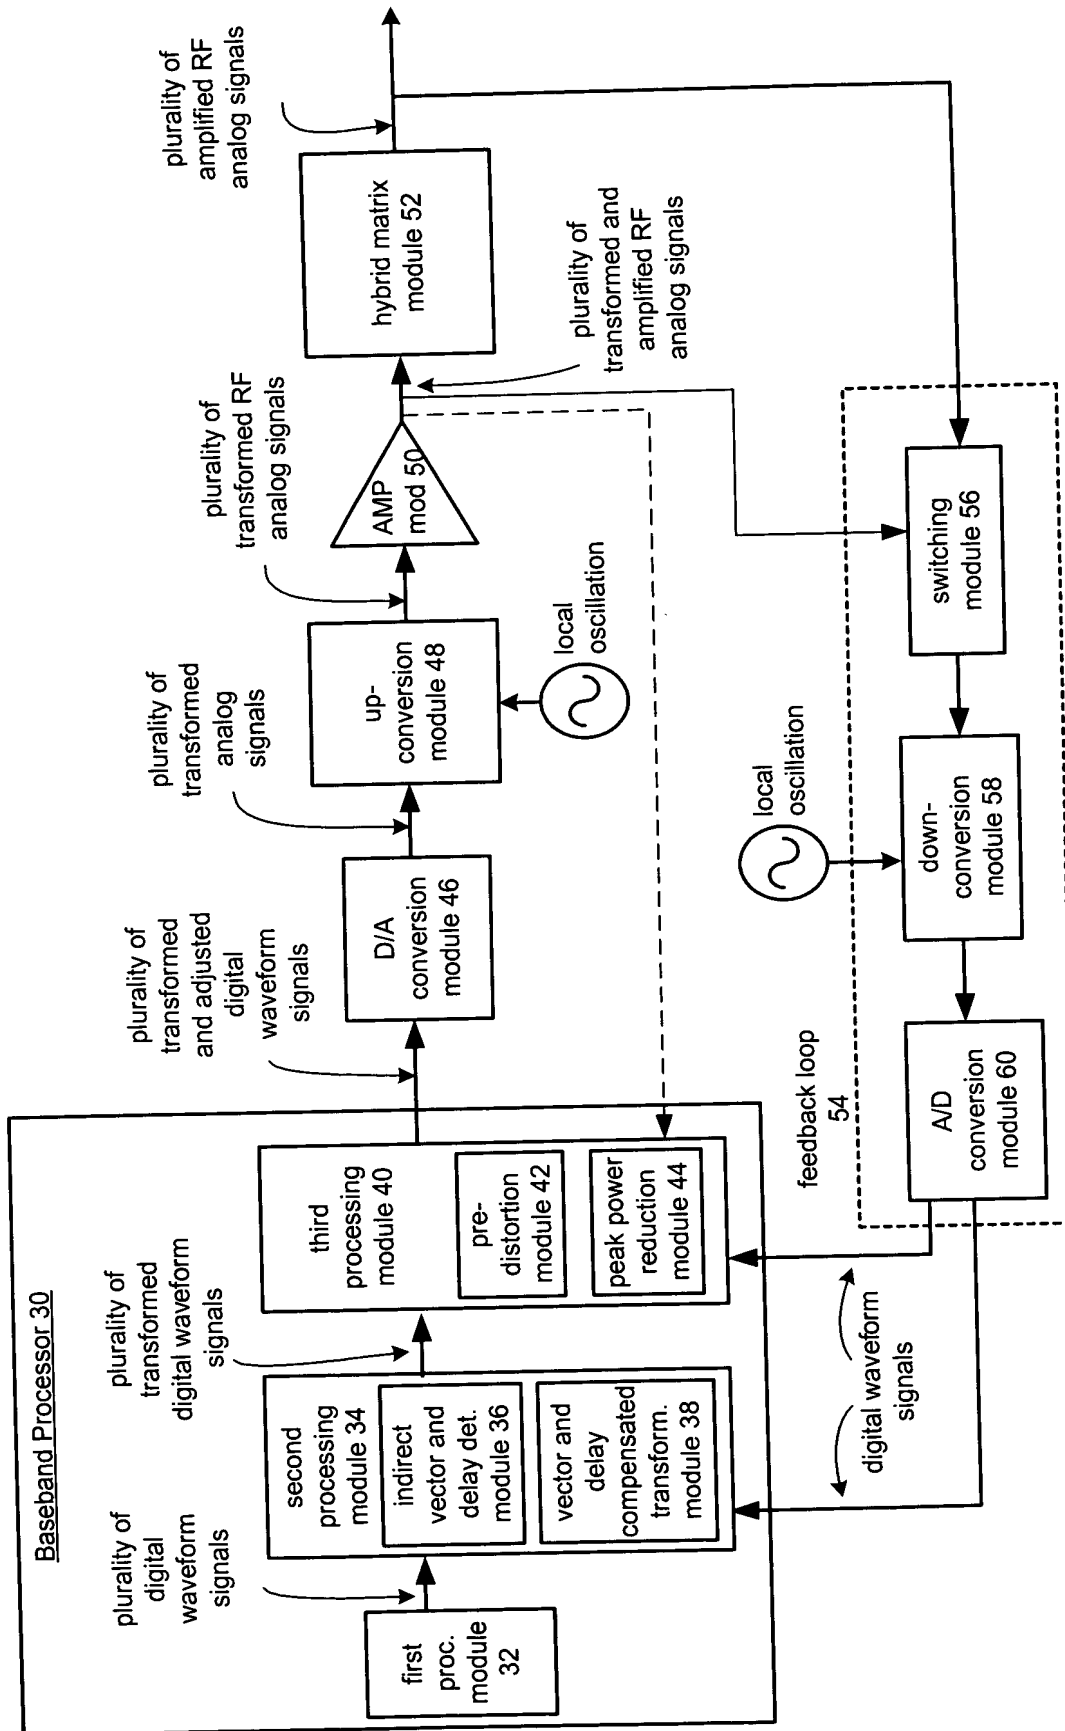 Baseband Processor 30
plurality of
digital
waveform
signals
first
proc.
module
32
second
processing
module 34
indirect
vector and
delay det.
module 36
vector and
delay
compensated
transform.
module 38
plurality of
transformed
digital waveform
signals
third
processing
module 40
pre-
distortion
module 42
peak power
reduction
module 44
digital waveform
signals
plurality of
transformed
and adjusted
digital
waveform
signals
D/A
conversion
module 46
plurality of
transformed
analog
signals
up-
conversion
module 48
local
oscillation
plurality of
transformed RF
analog signals
AMP
mod 50
plurality of
transformed and
amplified RF
analog signals
hybrid matrix
module 52
plurality of
amplified RF
analog signals
feedback loop
54
switching
module 56
down-
conversion
module 58
local
oscillation
A/D
conversion
module 60